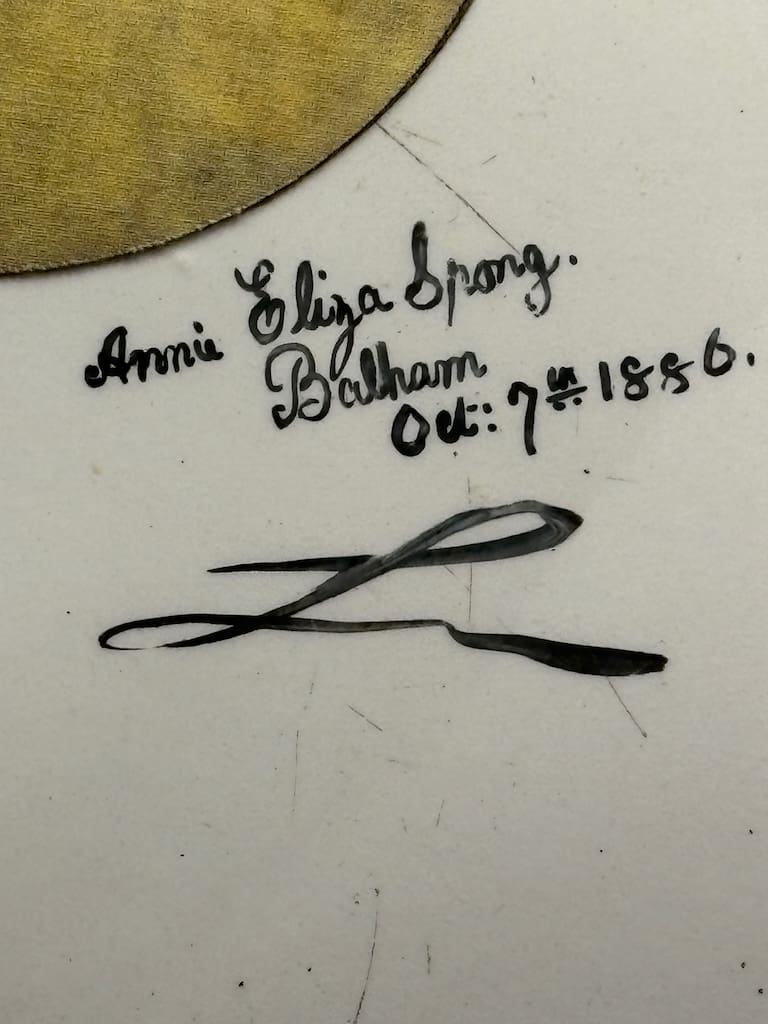 Annie Eliza Spong.
Balham
Oct: 7th 1886.